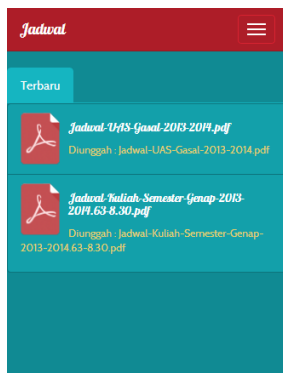 Jadwal
Terbaru
Jadwal-UAS-Gasal-2013-2014.pdf
Diunggah : Jadwal-UAS-Gasal-2013-2014.pdf
Jadwal-Kuliah-Semester-Genap-2013-
2014.63-8.30.pdf
Diunggah : Jadwal-Kuliah-Semester-Genap-
2013-2014.63-8.30.pdf